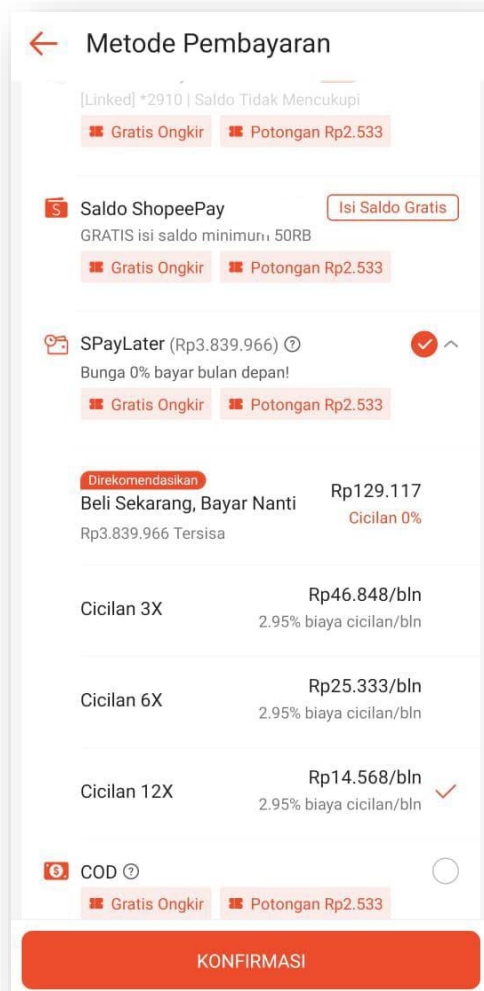 Metode Pembayaran
[Linked] *2910 | Saldo Tidak Mencukupi
Gratis Ongkir Potongan Rp2.533
Saldo ShopeePay Isi Saldo Gratis
GRATIS isi saldo minimum 50RB
Gratis Ongkir Potongan Rp2.533
SPayLater (Rp3.839.966)
Bunga 0% bayar bulan depan!
Gratis Ongkir Potongan Rp2.533
Direkomendasikan
Beli Sekarang, Bayar Nanti Rp129.117
Rp3.839.966 Tersisa Cicilan 0%
Cicilan 3X Rp46.848/bln
2.95% biaya cicilan/bln
Cicilan 6X Rp25.333/bln
2.95% biaya cicilan/bln
Cicilan 12X Rp14.568/bln
2.95% biaya cicilan/bln
COD
Gratis Ongkir Potongan Rp2.533
KONFIRMASI